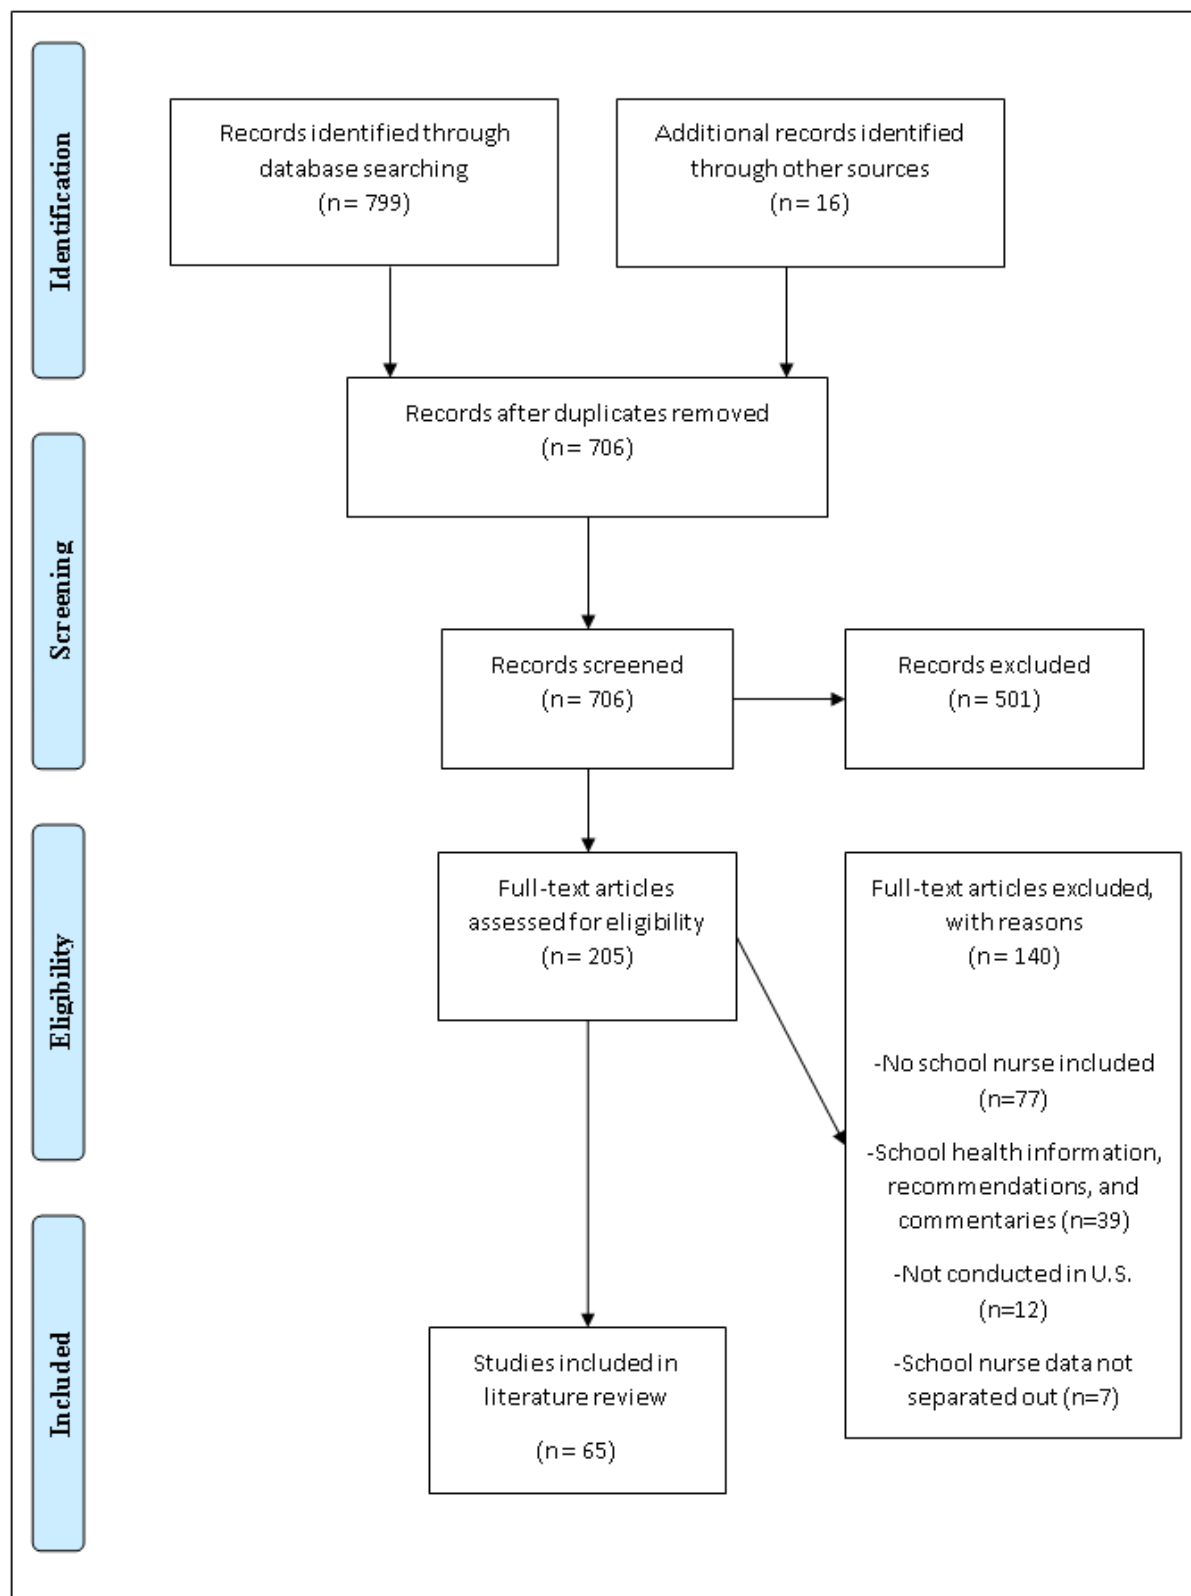 Identification
Records identified through
database searching
(n = 799)
Additional records identified
through other sources
(n = 16)
Records after duplicates removed
(n = 706)
Screening
Records screened
(n = 706)
Records excluded
(n = 501)
Eligibility
Full-text articles
assessed for eligibility
(n = 205)
Full-text articles excluded,
with reasons
(n = 140)
-No school nurse included
(n=77)
-School health information,
recommendations, and
commentaries (n=39)
-Not conducted in U.S.
(n=12)
-School nurse data not
separated out (n=7)
Included
Studies included in
literature review
(n = 65)